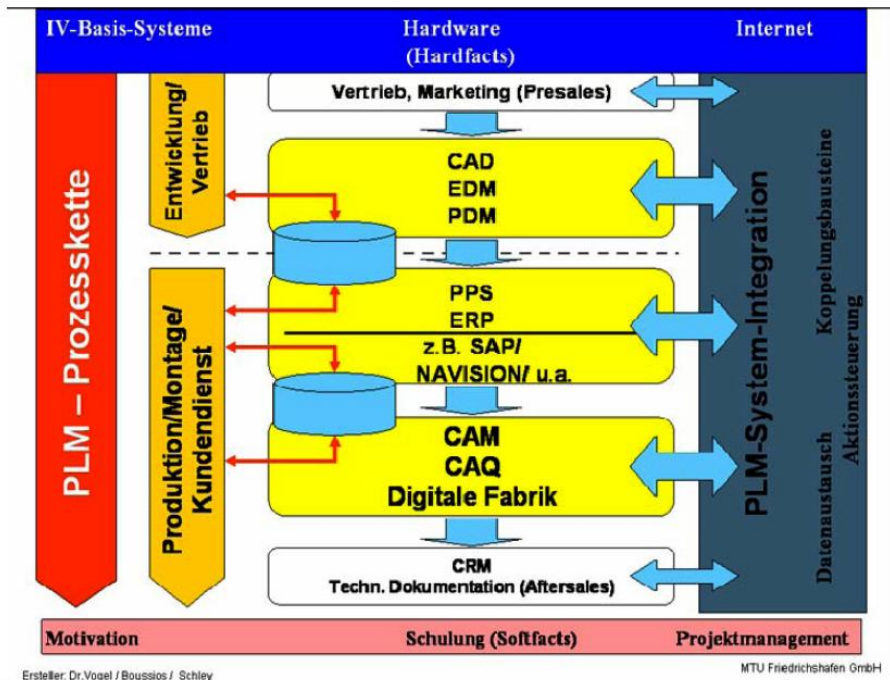 IV-Basis-Systeme
Hardware
(Hardfacts)
Internet
PLM – Prozesskette
Entwicklung/
Vertrieb
Produktion/Montage/
Kundendienst
Vertrieb, Marketing (Presales)
CAD
EDM
PDM
PPS
ERP
z.B. SAP/
NAVISION/ u.a.
CAM
CAQ
Digitale Fabrik
CRM
Techn. Dokumentation (Aftersales)
PLM-System-Integration
Datenaustausch
Koppelungsbausteine
Aktionssteuerung
Motivation
Schulung (Softfacts)
Projektmanagement
Ersteller: Dr.Vogel / Boussios / Schley
MTU Friedrichshafen GmbH